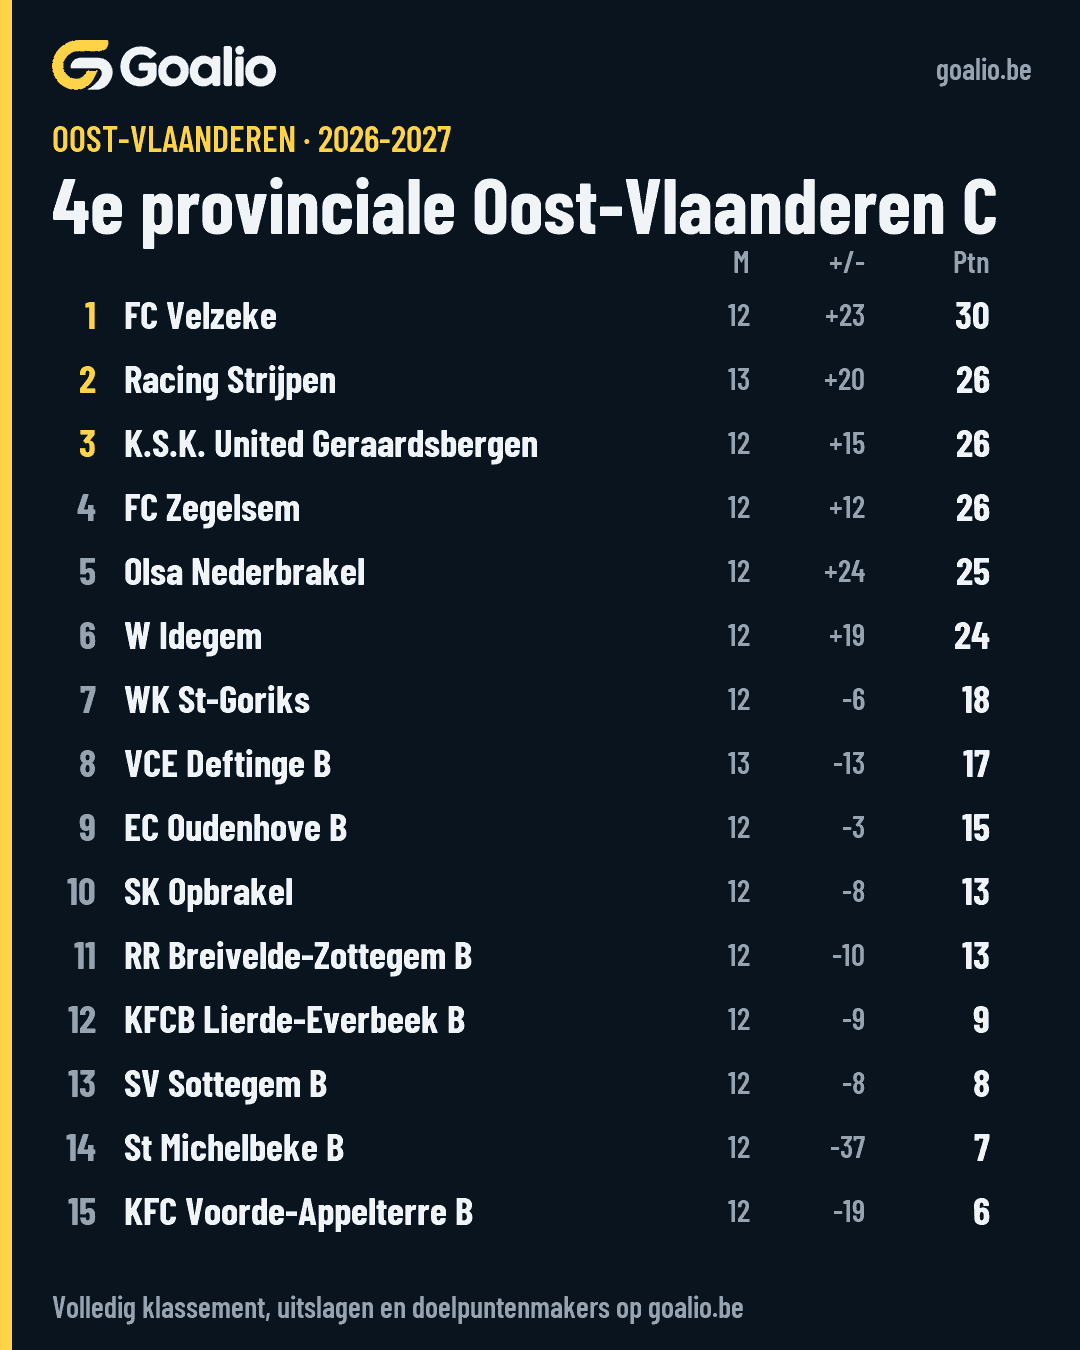 Goalio
goalio.be
OOST-VLAANDEREN · 2026-2027
4e provinciale Oost-Vlaanderen C
M +/- Ptn
1 FC Velzeke 12 +23 30
2 Racing Strijpen 13 +20 26
3 K.S.K. United Geraardsbergen 12 +15 26
4 FC Zegelsem 12 +12 26
5 Olsa Nederbrakel 12 +24 25
6 W Idegem 12 +19 24
7 WK St-Goriks 12 -6 18
8 VCE Deftinge B 13 -13 17
9 EC Oudenhove B 12 -3 15
10 SK Opbrakel 12 -8 13
11 RR Breivelde-Zottegem B 12 -10 13
12 KFCB Lierde-Everbeek B 12 -9 9
13 SV Sottegem B 12 -8 8
14 St Michelbeke B 12 -37 7
15 KFC Voorde-Appelterre B 12 -19 6
Volledig klassement, uitslagen en doelpuntenmakers op goalio.be